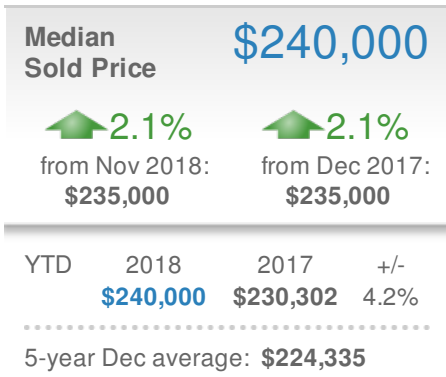 Median $240,000
Sold Price
2.1% 2.1%
from Nov 2018: from Dec 2017:
$235,000 $235,000
YTD 2018 2017 +/-
$240,000 $230,302 4.2%
5-year Dec average: $224,335